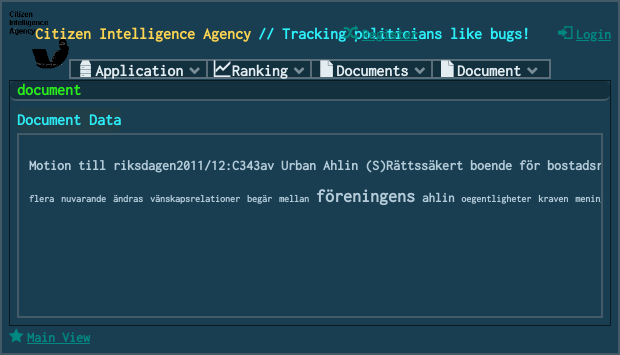 Citizen
Intelligence
Agency
Citizen Intelligence Agency // Tracking politicians like bugs!
Register
Login
Application
Ranking
Documents
Document
document
Document Data
Motion till riksdagen2011/12:C343av Urban Ahlin (S)Rättssäkert boende för
flera nuvarande ändras vänskapsrelationer begär mellan föreningens ahlin oegentligheter kraven
Main View